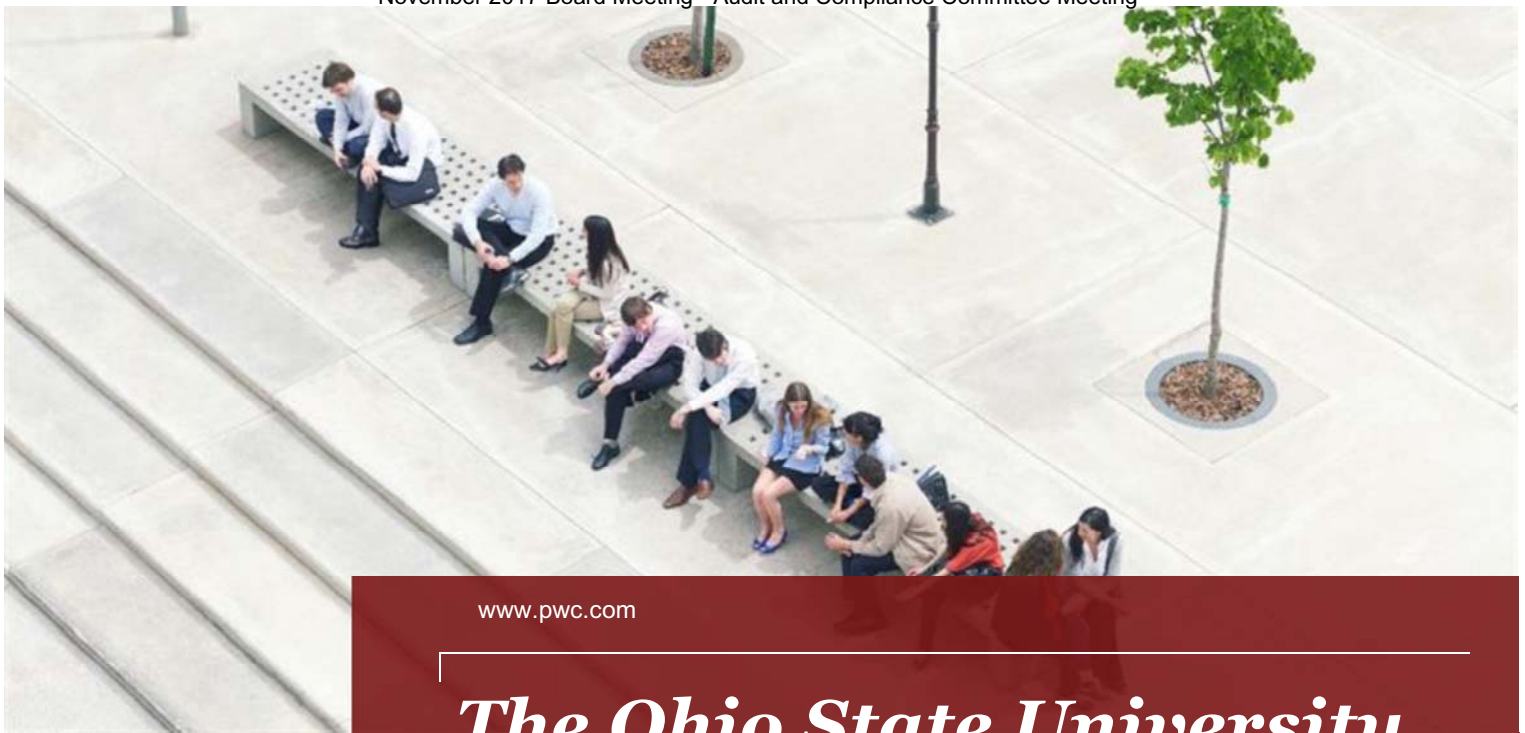 November 2017 Board Meeting - Audit and Compliance Committee Meeting
www.pwc.com
The Ohio State University